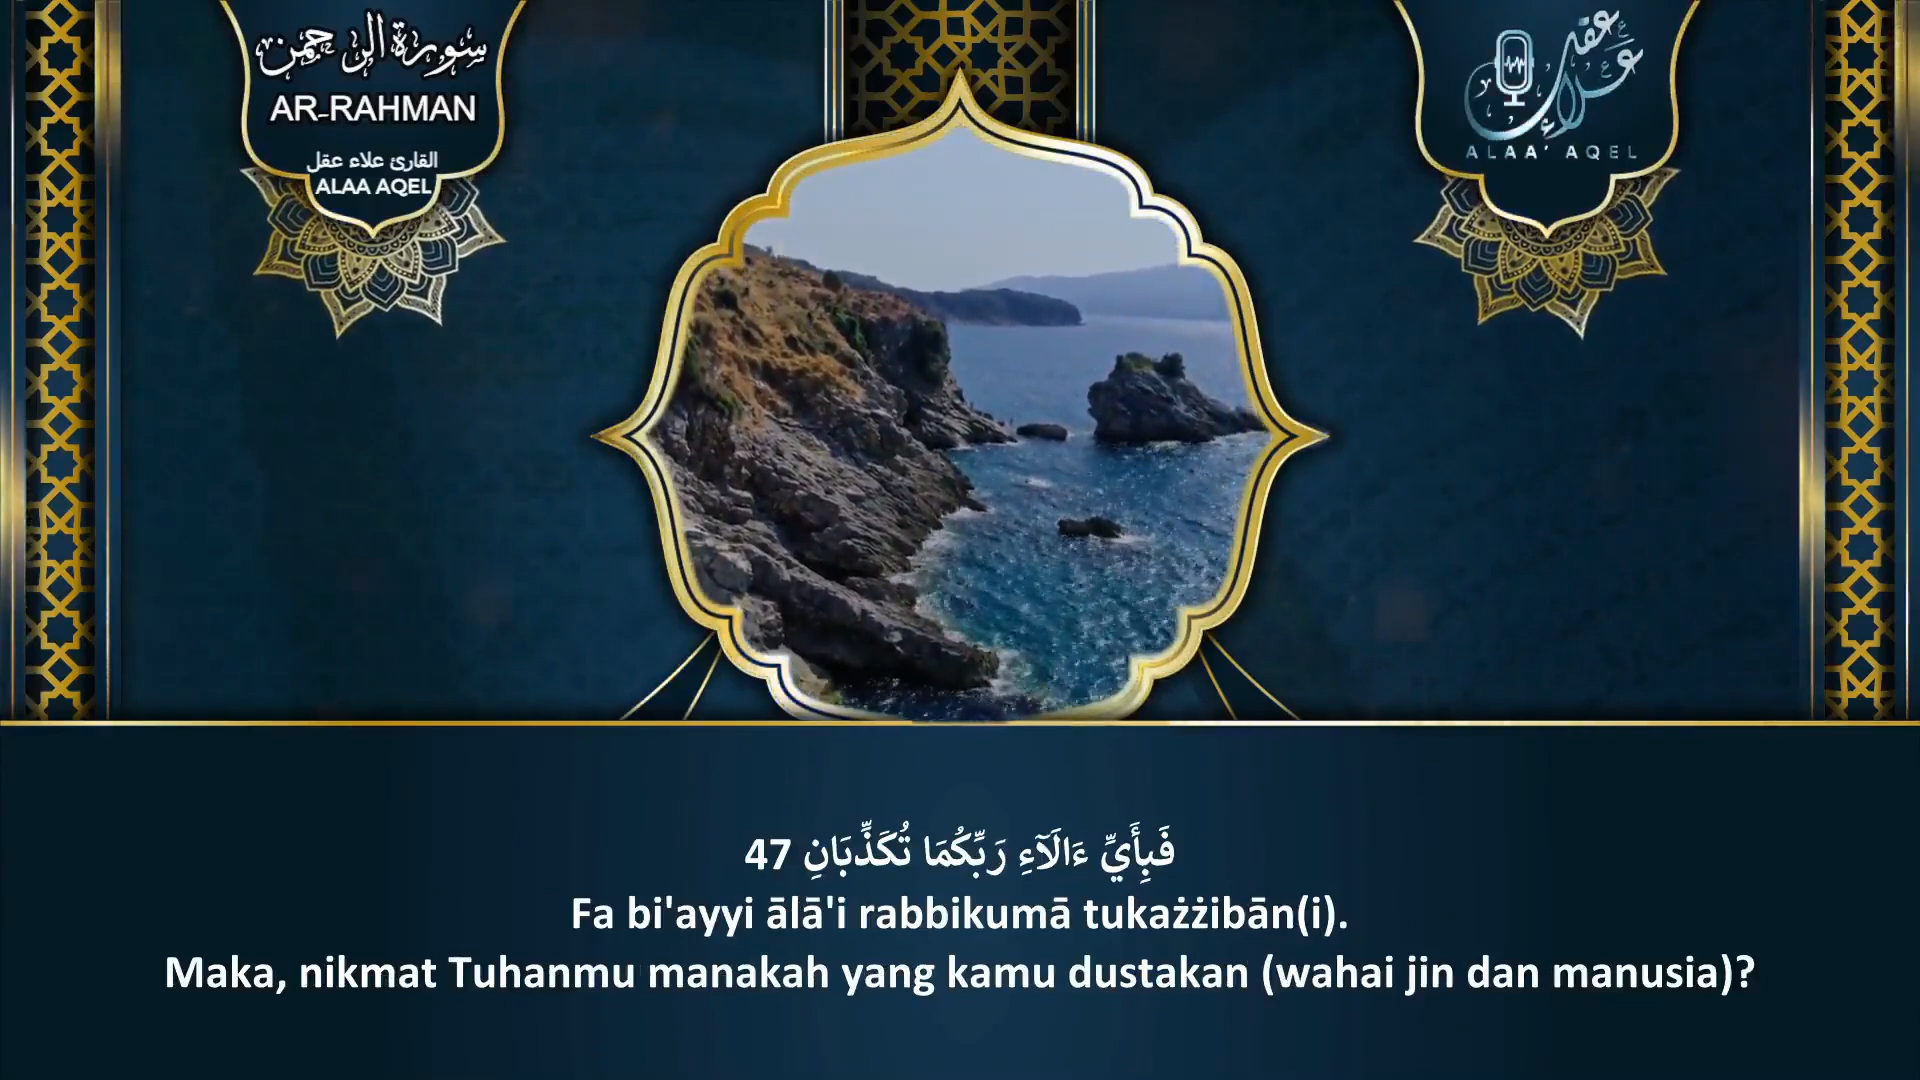 سورة الرحمن
AR-RAHMAN
القارئ علاء عقل
ALAA AQEL
علاء عقل
ALAA' AQEL
فَبِأَيِّ ءَالَآءِ رَبِّكُمَا تُكَذِّبَانِ 47
Fa bi'ayyi ālā'i rabbikumā tukażżibān(i).
Maka, nikmat Tuhanmu manakah yang kamu dustakan (wahai jin dan manusia)?